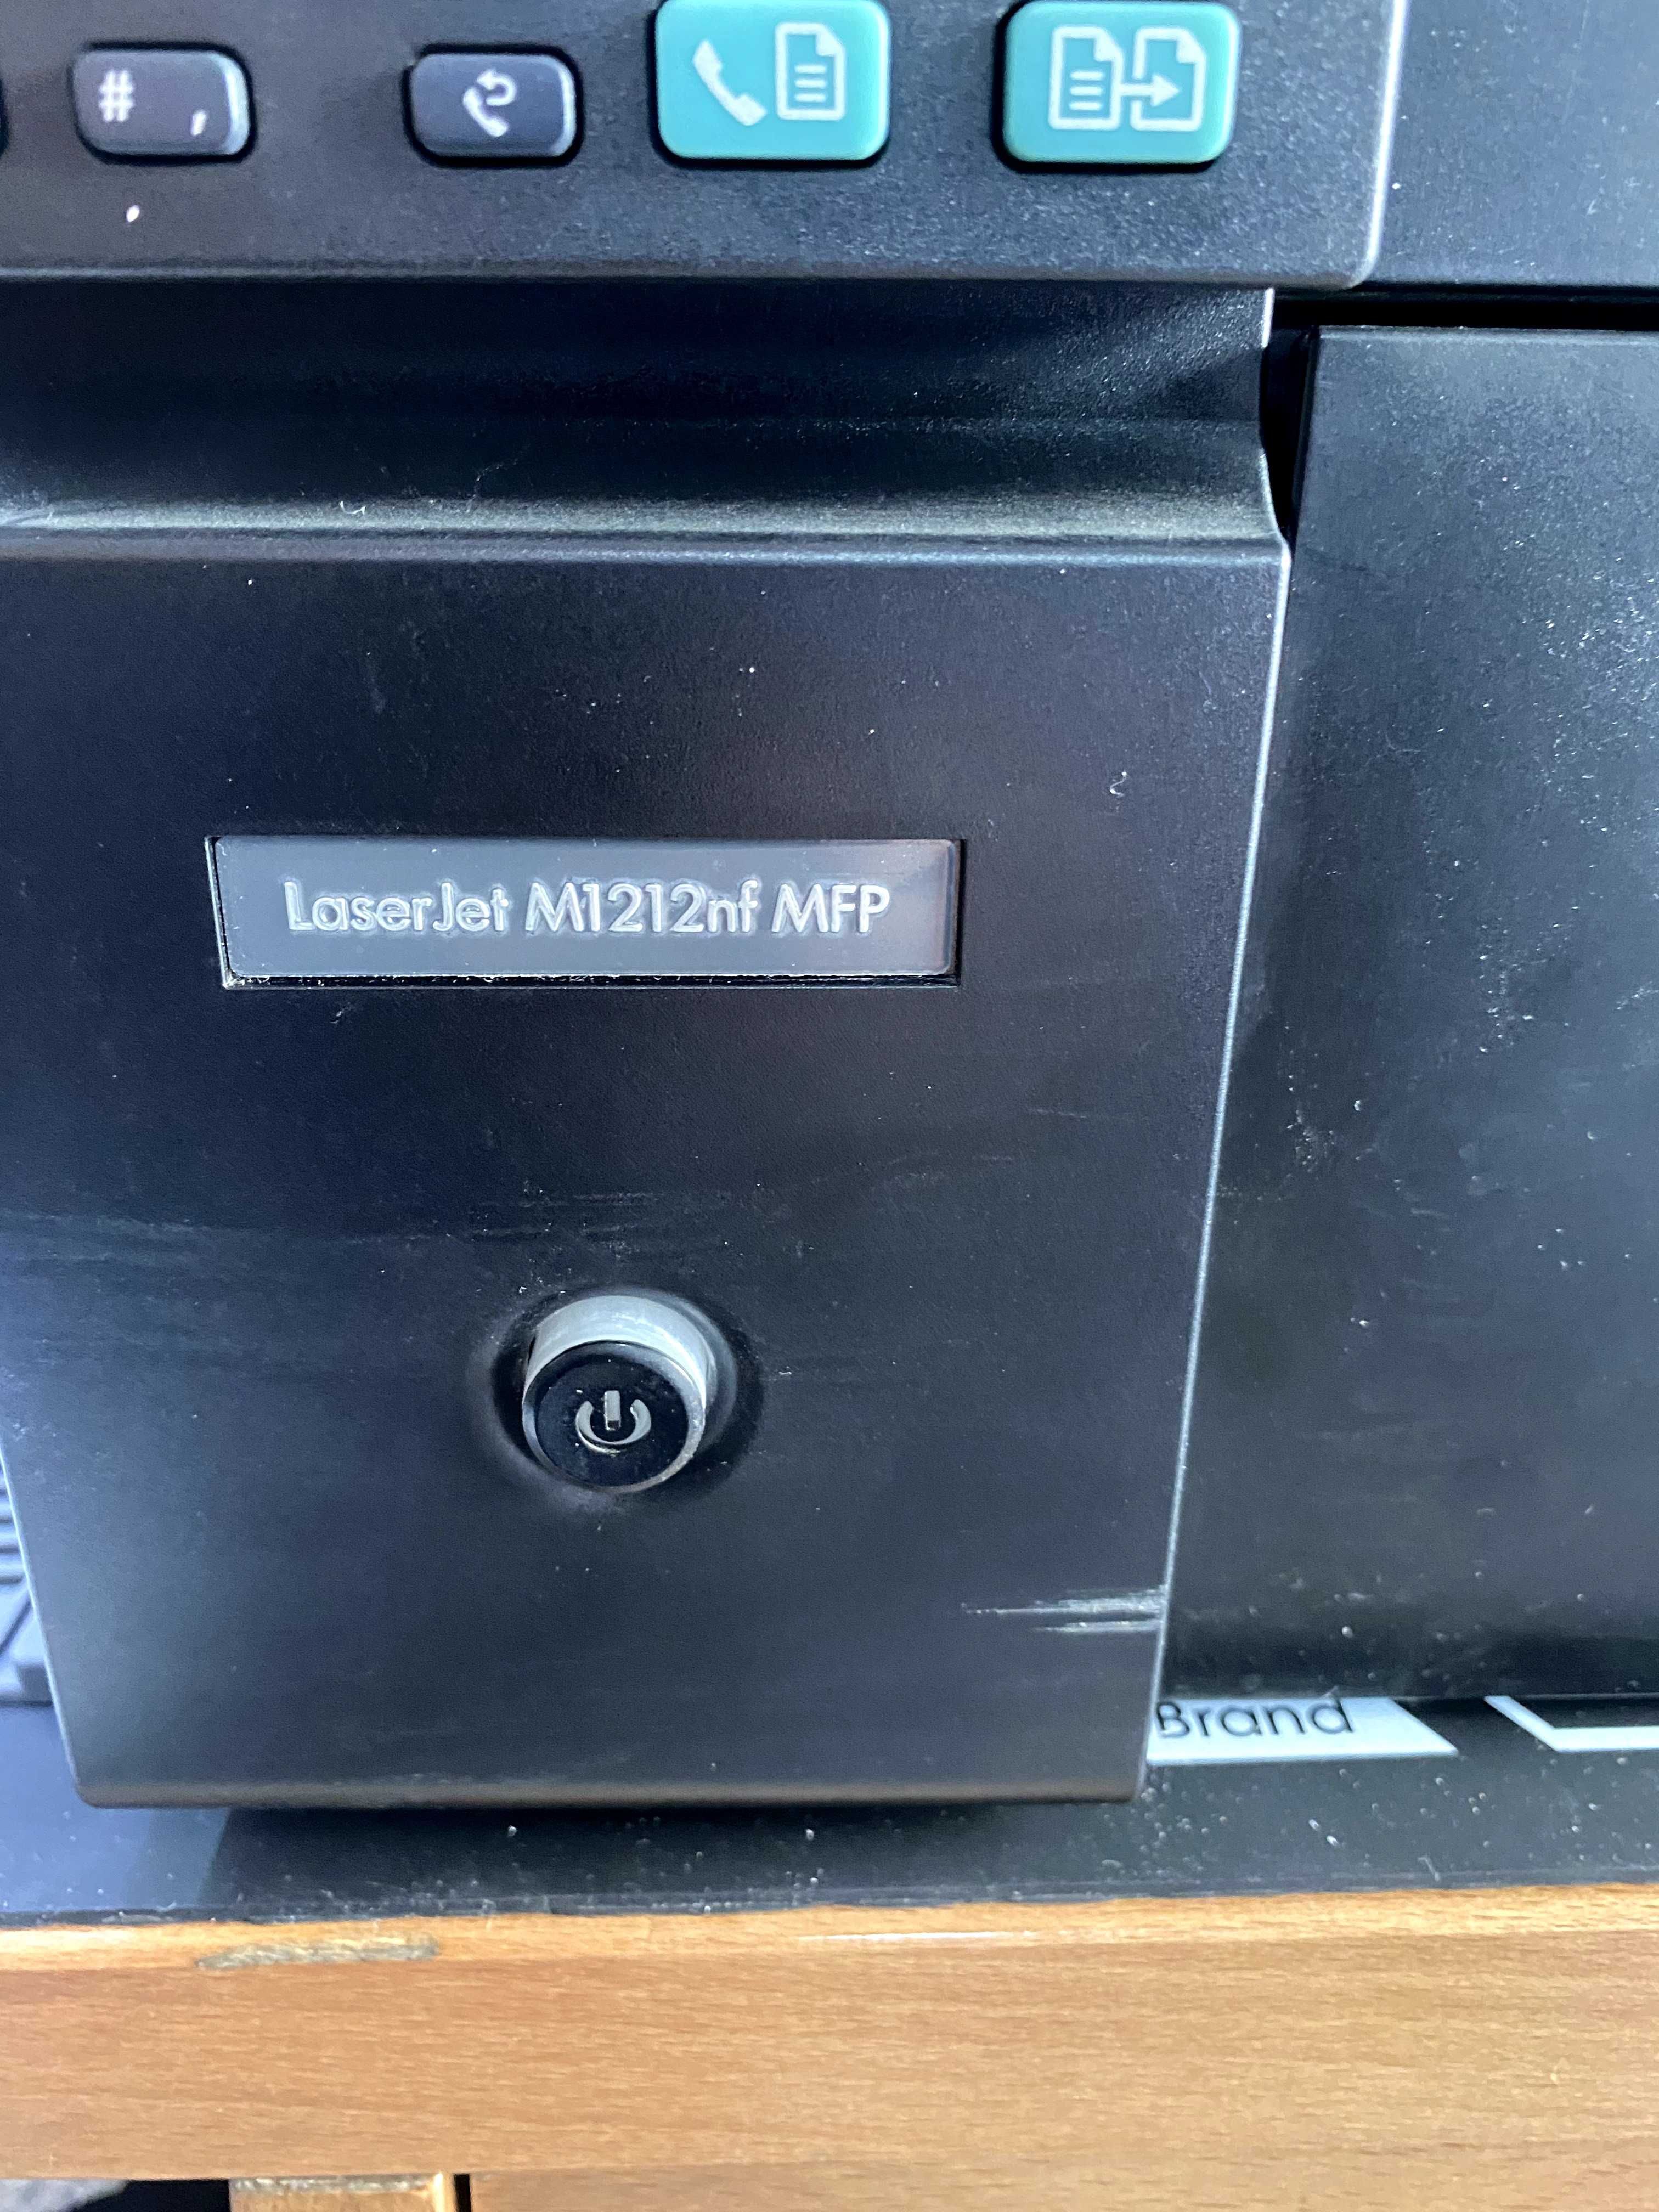 # ,
LaserJet M1212nf MFP
Brand